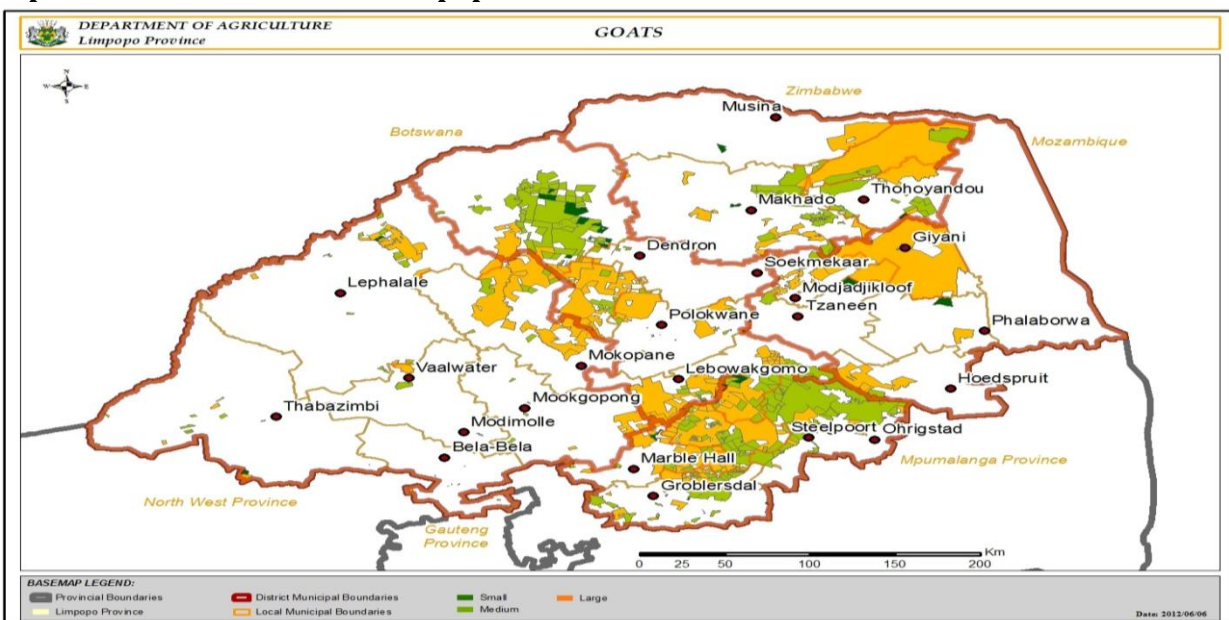 DEPARTMENT OF AGRICULTURE
Limpopo Province
GOATS
N
W
E
S
Zimbabwe
Musina
Botswana
Mozambique
Thohoyandou
Makhado
Giyani
Dendron
Soekmekaar
Lephalale
Modjadjikloof
Tzaneen
Polokwane
Phalaborwa
Mokopane
Vaalwater
Lebowakgomo
Hoedspruit
Mookgopong
Thabazimbi
Modimolle
Steelpoort
Ohrigstad
Bela-Bela
Marble Hall
Mpumalanga Province
Groblersdal
North West Province
Gauteng
Province
Km
0 25 50 100 150 200
BASEMAP LEGEND:
Provincial Boundaries
District Municipal Boundaries
Small
Large
Limpopo Province
Local Municipal Boundaries
Medium
Date: 2012/06/06